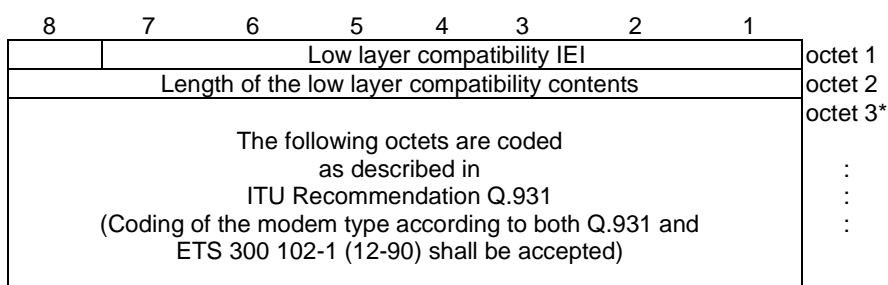 8 7 6 5 4 3 2 1
Low layer compatibility IEI octet 1
Length of the low layer compatibility contents octet 2
octet 3*
The following octets are coded
as described in :
ITU Recommendation Q.931 :
(Coding of the modem type according to both Q.931 and :
ETS 300 102-1 (12-90) shall be accepted)